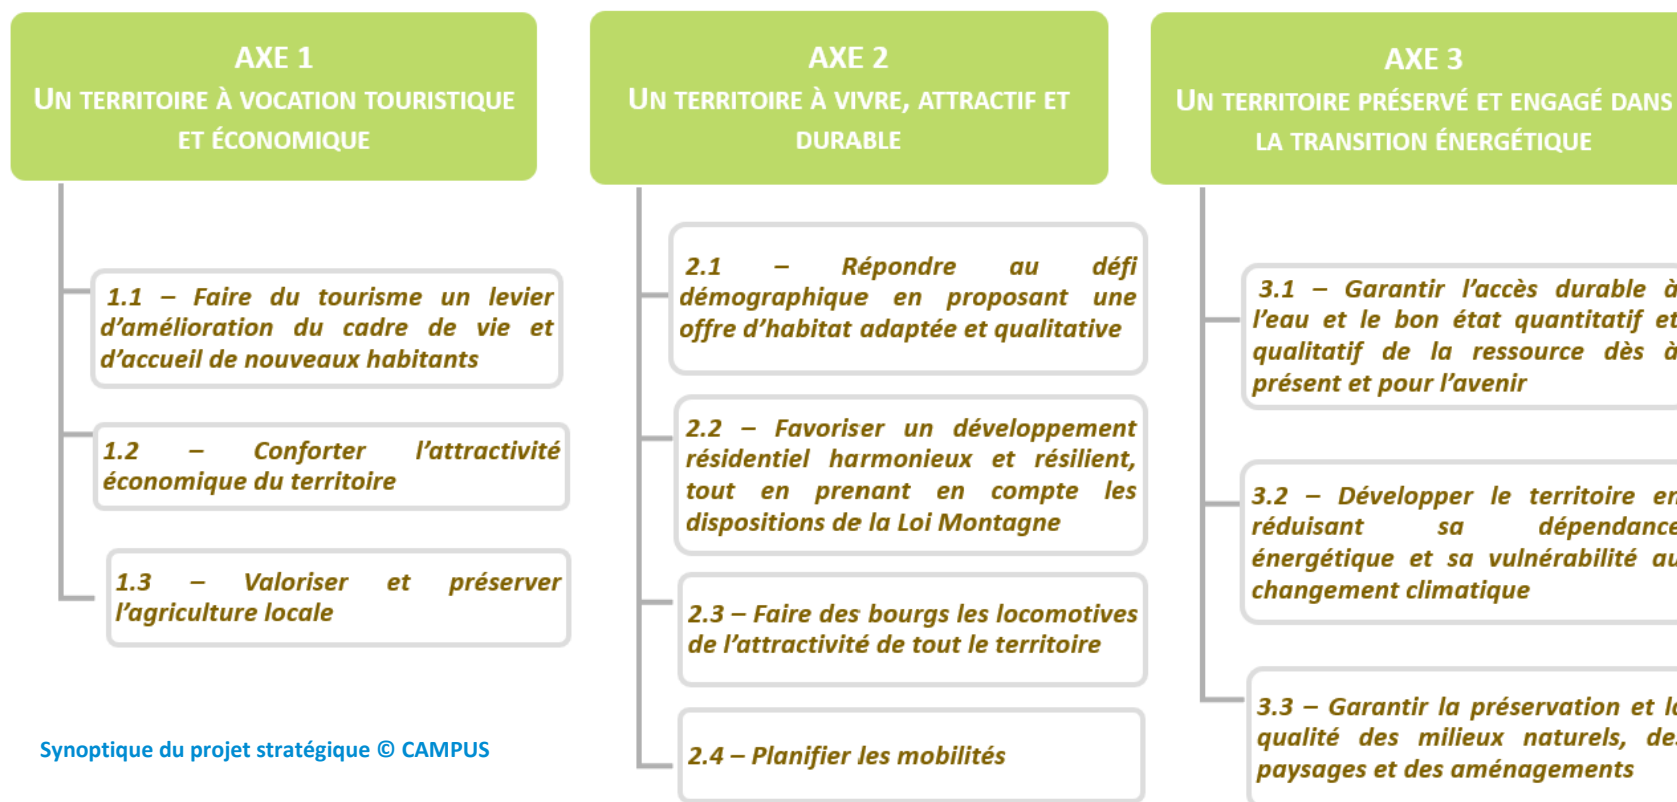 AXE 1
UN TERRITOIRE À VOCATION TOURISTIQUE
ET ÉCONOMIQUE
1.1 – Faire du tourisme un levier
d’amélioration du cadre de vie et
d’accueil de nouveaux habitants
1.2 – Conforter l’attractivité
économique du territoire
1.3 – Valoriser et préserver
l’agriculture locale
AXE 2
UN TERRITOIRE À VIVRE, ATTRACTIF ET
DURABLE
2.1 – Répondre au défi
démographique en proposant une
offre d’habitat adaptée et qualitative
2.2 – Favoriser un développement
résidentiel harmonieux et résilient,
tout en prenant en compte les
dispositions de la Loi Montagne
2.3 – Faire des bourgs les locomotives
de l’attractivité de tout le territoire
2.4 – Planifier les mobilités
AXE 3
UN TERRITOIRE PRÉSERVÉ ET ENGAGÉ DANS
LA TRANSITION ÉNERGÉTIQUE
3.1 – Garantir l’accès durable à
l’eau et le bon état quantitatif et
qualitatif de la ressource dès à
présent et pour l’avenir
3.2 – Développer le territoire en
réduisant sa dépendance
énergétique et sa vulnérabilité au
changement climatique
3.3 – Garantir la préservation et la
qualité des milieux naturels, des
paysages et des aménagements
Synoptique du projet stratégique © CAMPUS